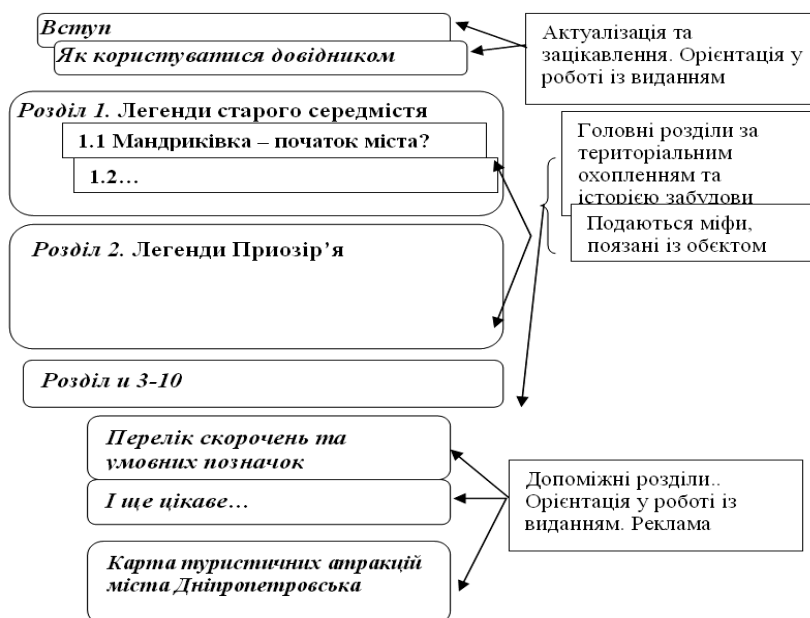 Вступ
Як користуватися довідником
Актуалізація та
зацікавлення. Орієнтація у
роботі із виданням
Розділ 1. Легенди старого середмістя
1.1 Мандриківка – початок міста?
1.2…
Головні розділи за
територіальним
охопленням та
історією забудови
Подаються міфи,
поязані із обєктом
Розділ 2. Легенди Приозір’я
Розділ и 3-10
Перелік скорочень та
умовних позначок
І ще цікаве…
Карта туристичних атракцій
міста Дніпропетровська
Допоміжні розділи..
Орієнтація у роботі із
виданням. Реклама